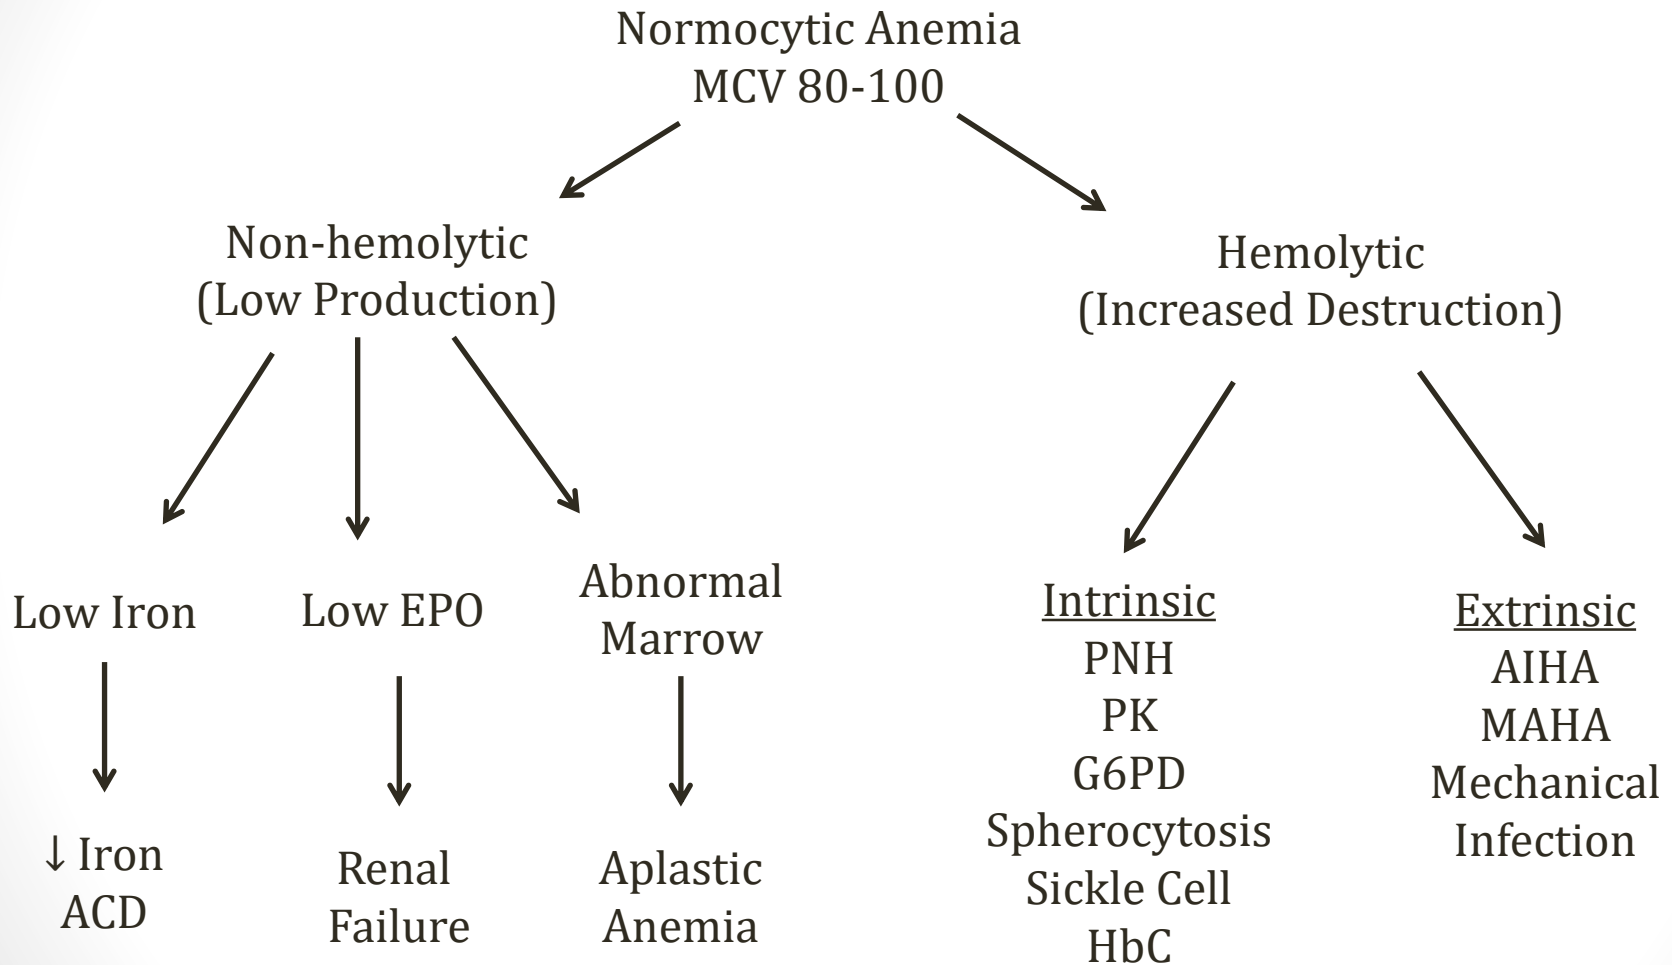 Normocytic Anemia
MCV 80-100
Non-hemolytic
(Low Production)
Hemolytic
(Increased Destruction)
Low Iron
Low EPO
Abnormal
Marrow
↓ Iron
ACD
Renal
Failure
Aplastic
Anemia
Intrinsic
PNH
PK
G6PD
Spherocytosis
Sickle Cell
HbC
Extrinsic
AIHA
MAHA
Mechanical
Infection